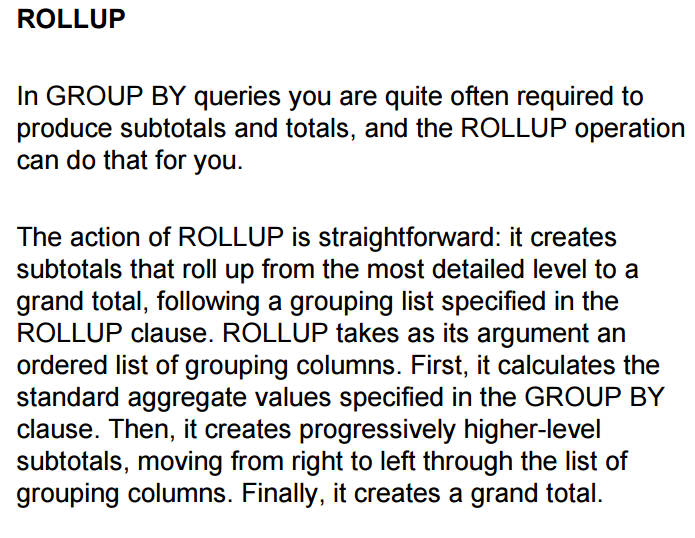 ROLLUP
In GROUP BY queries you are quite often required to
produce subtotals and totals, and the ROLLUP operation
can do that for you.
The action of ROLLUP is straightforward: it creates
subtotals that roll up from the most detailed level to a
grand total, following a grouping list specified in the
ROLLUP clause. ROLLUP takes as its argument an
ordered list of grouping columns. First, it calculates the
standard aggregate values specified in the GROUP BY
clause. Then, it creates progressively higher-level
subtotals, moving from right to left through the list of
grouping columns. Finally, it creates a grand total.